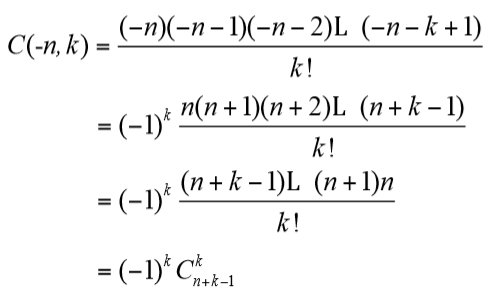 C(-n, k) = (−n)(−n−1)(−n−2)L (−n−k+1) / k!
= (−1)^k n(n+1)(n+2)L (n+k−1) / k!
= (−1)^k (n+k−1)L (n+1)n / k!
= (−1)^k C_{n+k−1}^k